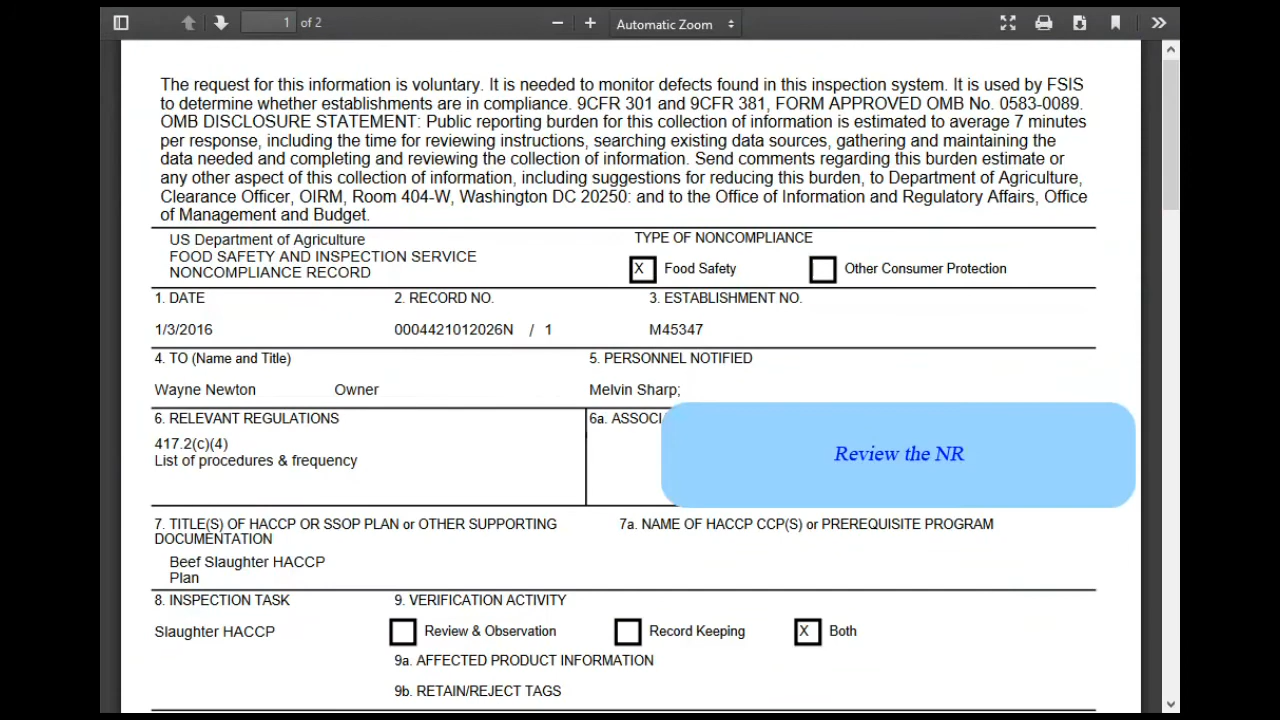 1 of 2 Automatic Zoom
The request for this information is voluntary. It is needed to monitor defects found in this inspection system. It is used by FSIS
to determine whether establishments are in compliance. 9CFR 301 and 9CFR 381, FORM APPROVED OMB No. 0583-0089.
OMB DISCLOSURE STATEMENT: Public reporting burden for this collection of information is estimated to average 7 minutes
per response, including the time for reviewing instructions, searching existing data sources, gathering and maintaining the
data needed and completing and reviewing the collection of information. Send comments regarding this burden estimate or
any other aspect of this collection of information, including suggestions for reducing this burden, to Department of Agriculture,
Clearance Officer, OIRM, Room 404-W, Washington DC 20250: and to the Office of Information and Regulatory Affairs, Office
of Management and Budget.
US Department of Agriculture
FOOD SAFETY AND INSPECTION SERVICE
NONCOMPLIANCE RECORD
TYPE OF NONCOMPLIANCE
X Food Safety Other Consumer Protection
1. DATE 2. RECORD NO. 3. ESTABLISHMENT NO.
1/3/2016 0004421012026N / 1 M45347
4. TO (Name and Title) 5. PERSONNEL NOTIFIED
Wayne Newton Owner Melvin Sharp;
6. RELEVANT REGULATIONS 6a.
417.2(c)(4)
List of procedures & frequency
Review the NR
7. TITLE(S) OF HACCP OR SSOP PLAN or OTHER SUPPORTING
DOCUMENTATION
7a. NAME OF HACCP CCP(S) or PREREQUISITE PROGRAM
Beef Slaughter HACCP
Plan
8. INSPECTION TASK 9. VERIFICATION ACTIVITY
Slaughter HACCP Review & Observation Record Keeping X Both
9a. AFFECTED PRODUCT INFORMATION
9b. RETAIN/REJECT TAGS